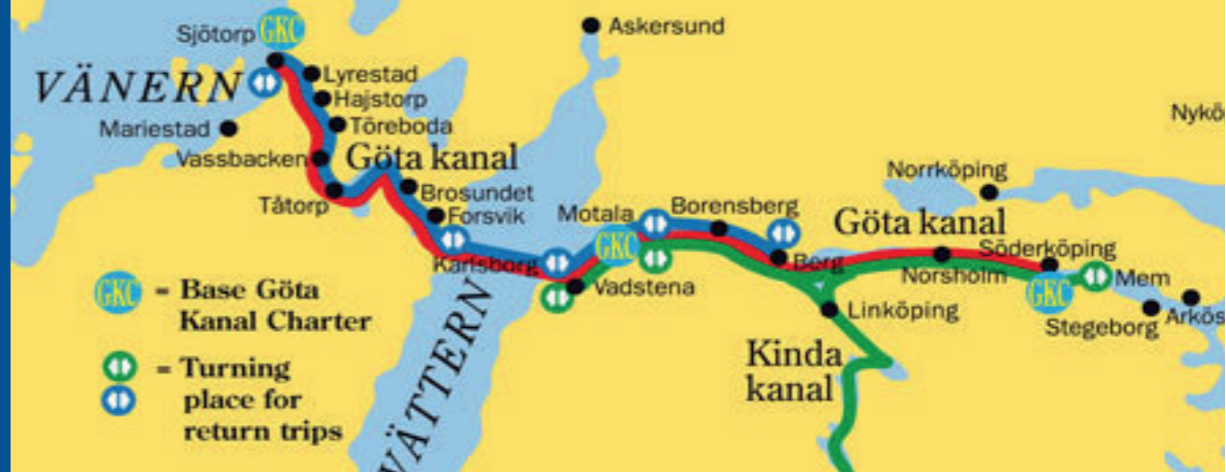 Sjötorp
GKC
Askersund
VÄNERN
Lyrestad
Hajstorp
Mariestad
Töreboda
Nykö
Vassbacken
Göta kanal
Tåtorp
Brosundet
Forsvik
Motala
Borensberg
Norrköping
Göta kanal
GKC
Karlsborg
Berg
Söderköping
Norsholm
Mem
GKC
Vadstena
Linköping
Stegeborg
Arkös
GKC = Base Göta
Kanal Charter
VÄTTERN
Kinda
kanal
= Turning
place for
return trips